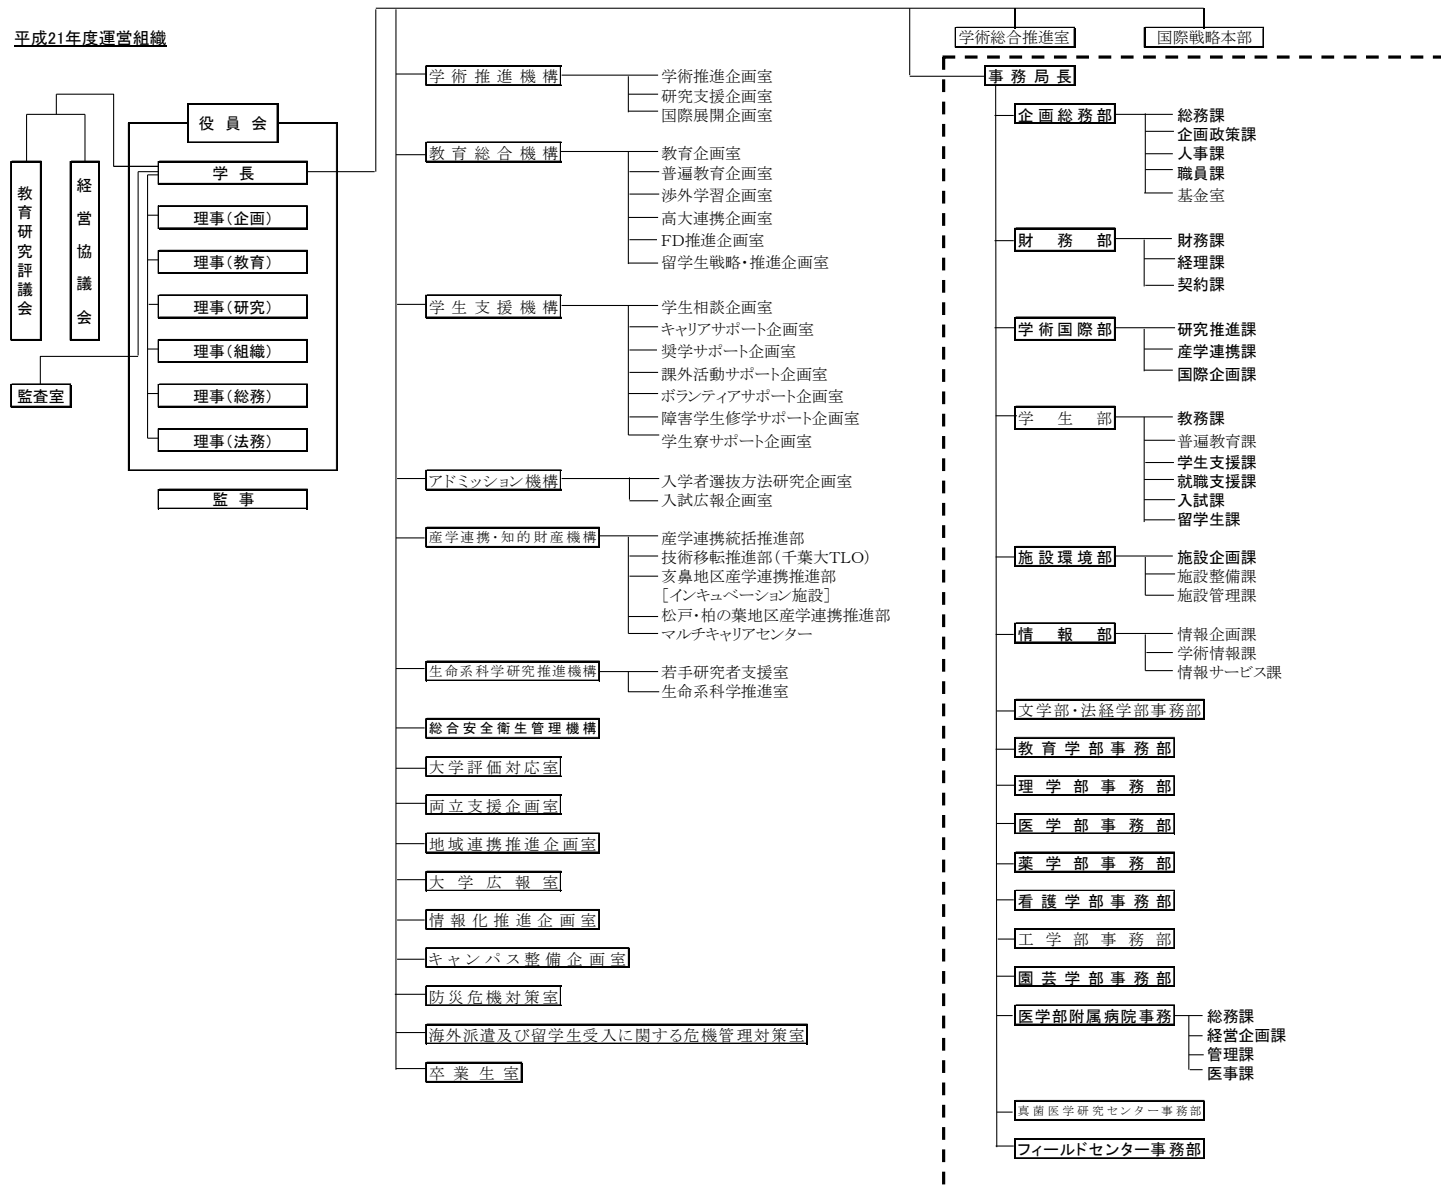 平成21年度運営組織
学術総合推進室
国際戦略本部
役員会
学長
理事(企画)
理事(教育)
理事(研究)
理事(組織)
理事(総務)
理事(法務)
監事
教育研究評議会
経営協議会
監査室
学術推進機構
学術推進企画室
研究支援企画室
国際展開企画室
教育総合機構
教育企画室
普遍教育企画室
渉外学習企画室
高大連携企画室
FD推進企画室
留学生戦略・推進企画室
学生支援機構
学生相談企画室
キャリアサポート企画室
奨学サポート企画室
課外活動サポート企画室
ボランティアサポート企画室
障害学生修学サポート企画室
学生寮サポート企画室
アドミッション機構
入学者選抜方法研究企画室
入試広報企画室
産学連携・知的財産機構
産学連携統括推進部
技術移転推進部(千葉大TLO)
亥鼻地区産学連携推進部
[インキュベーション施設]
松戸・柏の葉地区産学連携推進部
マルチキャリアセンター
生命系科学研究推進機構
若手研究者支援室
生命系科学推進室
総合安全衛生管理機構
大学評価対応室
両立支援企画室
地域連携推進企画室
大学広報室
情報化推進企画室
キャンパス整備企画室
防災危機対策室
海外派遣及び留学生受入に関する危機管理対策室
卒業生室
事務局長
企画総務部
総務課
企画政策課
人事課
職員課
基金室
財務部
財務課
経理課
契約課
学術国際部
研究推進課
産学連携課
国際企画課
学生部
教務課
普遍教育課
学生支援課
就職支援課
入試課
留学生課
施設環境部
施設企画課
施設整備課
施設管理課
情報部
情報企画課
学術情報課
情報サービス課
文学部・法経学部事務部
教育学部事務部
理学部事務部
医学部事務部
薬学部事務部
看護学部事務部
工学部事務部
園芸学部事務部
医学部附属病院事務
総務課
経営企画課
管理課
医事課
真菌医学研究センター事務部
フィールドセンター事務部